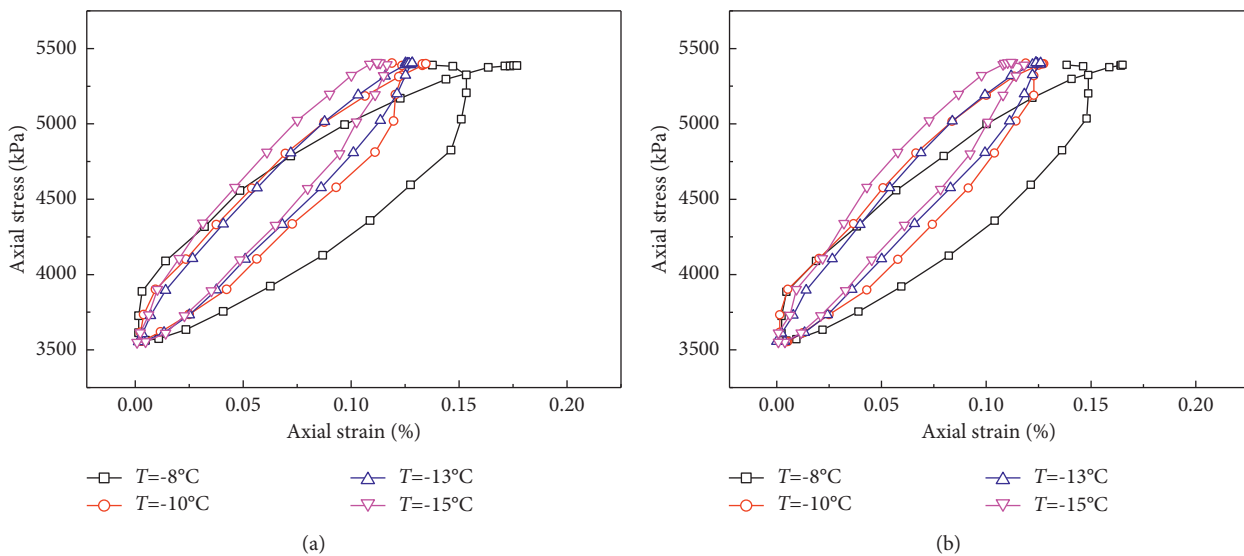 5500
5000
4500
4000
3500
Axial stress (kPa)
0.00 0.05 0.10 0.15 0.20
Axial strain (%)
T=-8°C
T=-10°C
T=-13°C
T=-15°C
(a)
5500
5000
4500
4000
3500
Axial stress (kPa)
0.00 0.05 0.10 0.15 0.20
Axial strain (%)
T=-8°C
T=-10°C
T=-13°C
T=-15°C
(b)